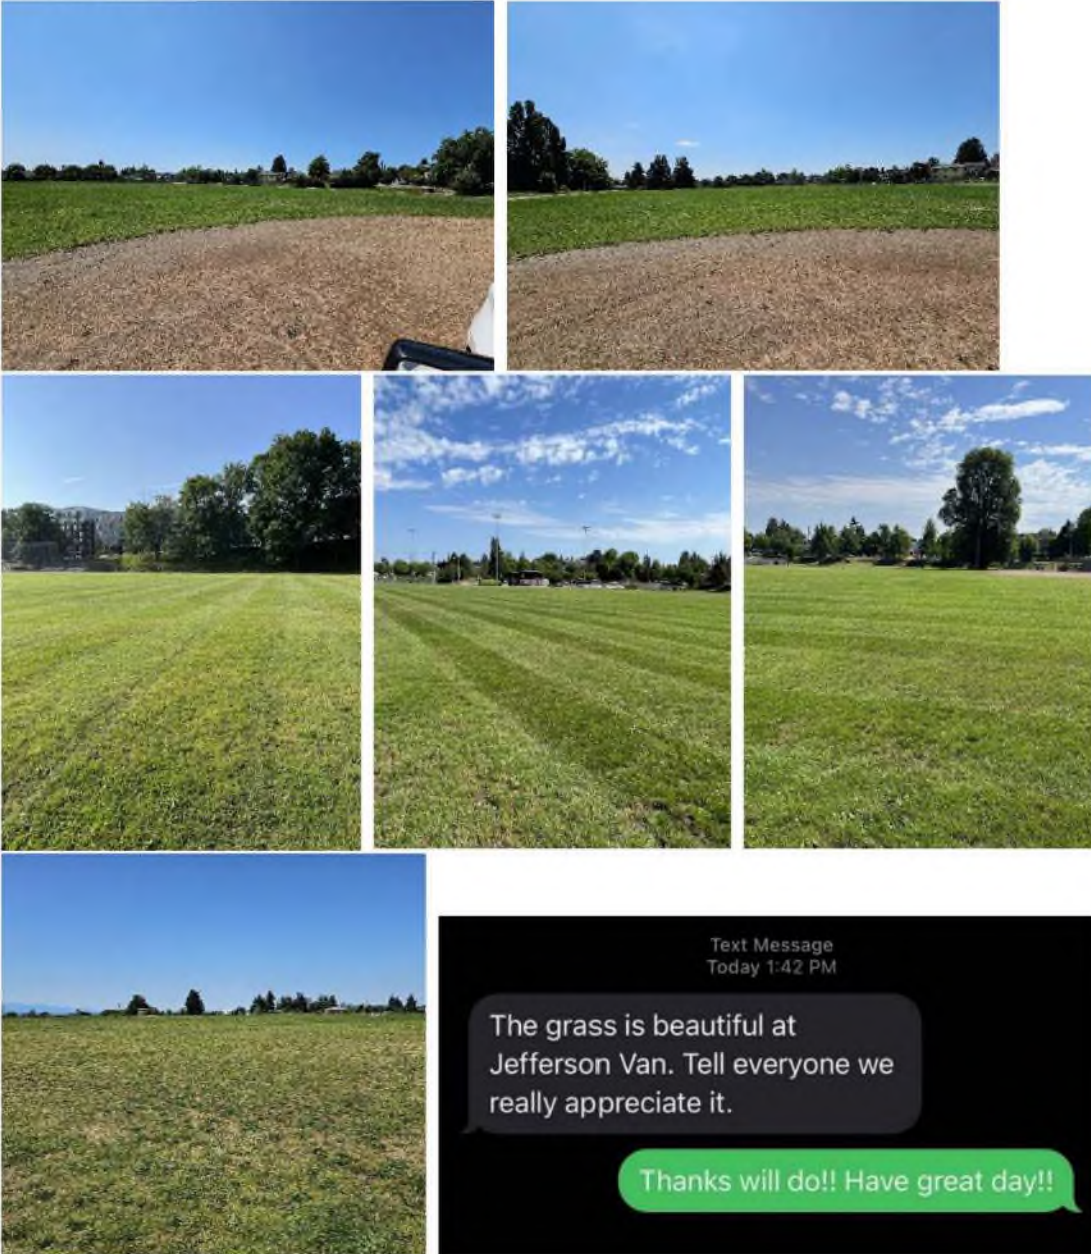 Text Message
Today 1:42 PM
The grass is beautiful at
Jefferson Van. Tell everyone we
really appreciate it.
Thanks will do!! Have great day!!